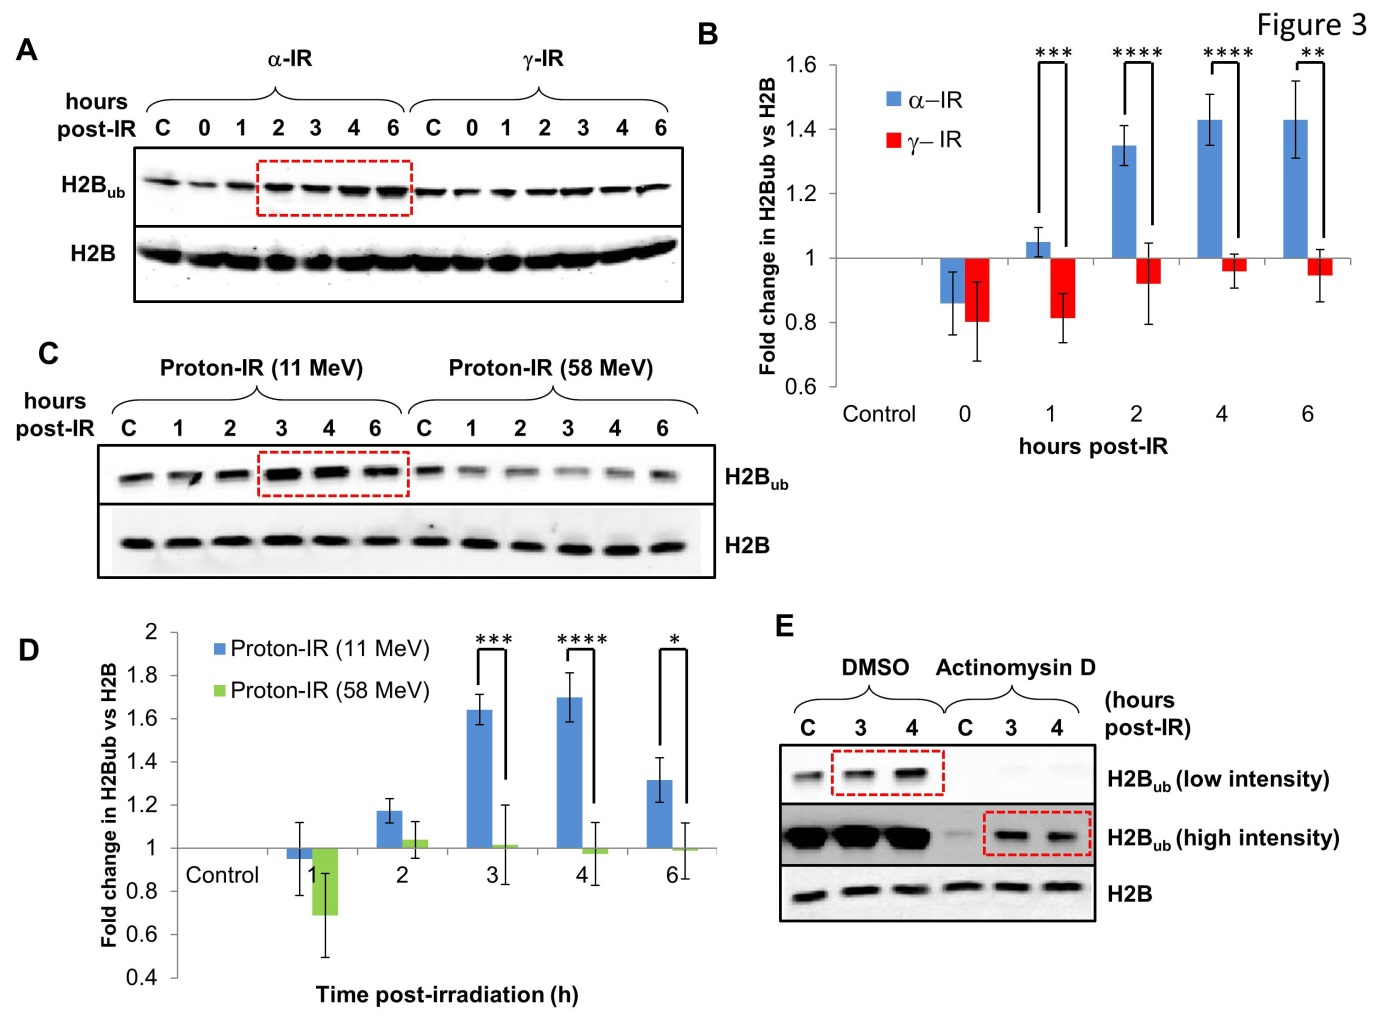 Figure 3
A
α-IR γ-IR
hours
post-IR C 0 1 2 3 4 6 C 0 1 2 3 4 6
H2Bub
H2B
B
**** **** **
***
1.6
1.4
1.2
1
0.8
0.6
Fold change in H2Bub vs H2B
α–IR
γ– IR
Control 0 1 2 4 6
hours post-IR
C
Proton-IR (11 MeV) Proton-IR (58 MeV)
hours
post-IR C 1 2 3 4 6 C 1 2 3 4 6
H2Bub
H2B
D
2
1.8
1.6
1.4
1.2
1
0.8
0.6
0.4
Fold change in H2Bub vs H2B
Proton-IR (11 MeV)
Proton-IR (58 MeV)
*** **** *
Control 1 2 3 4 6
Time post-irradiation (h)
E
DMSO Actinomysin D
(hours
C 3 4 C 3 4 post-IR)
H2Bub (low intensity)
H2Bub (high intensity)
H2B